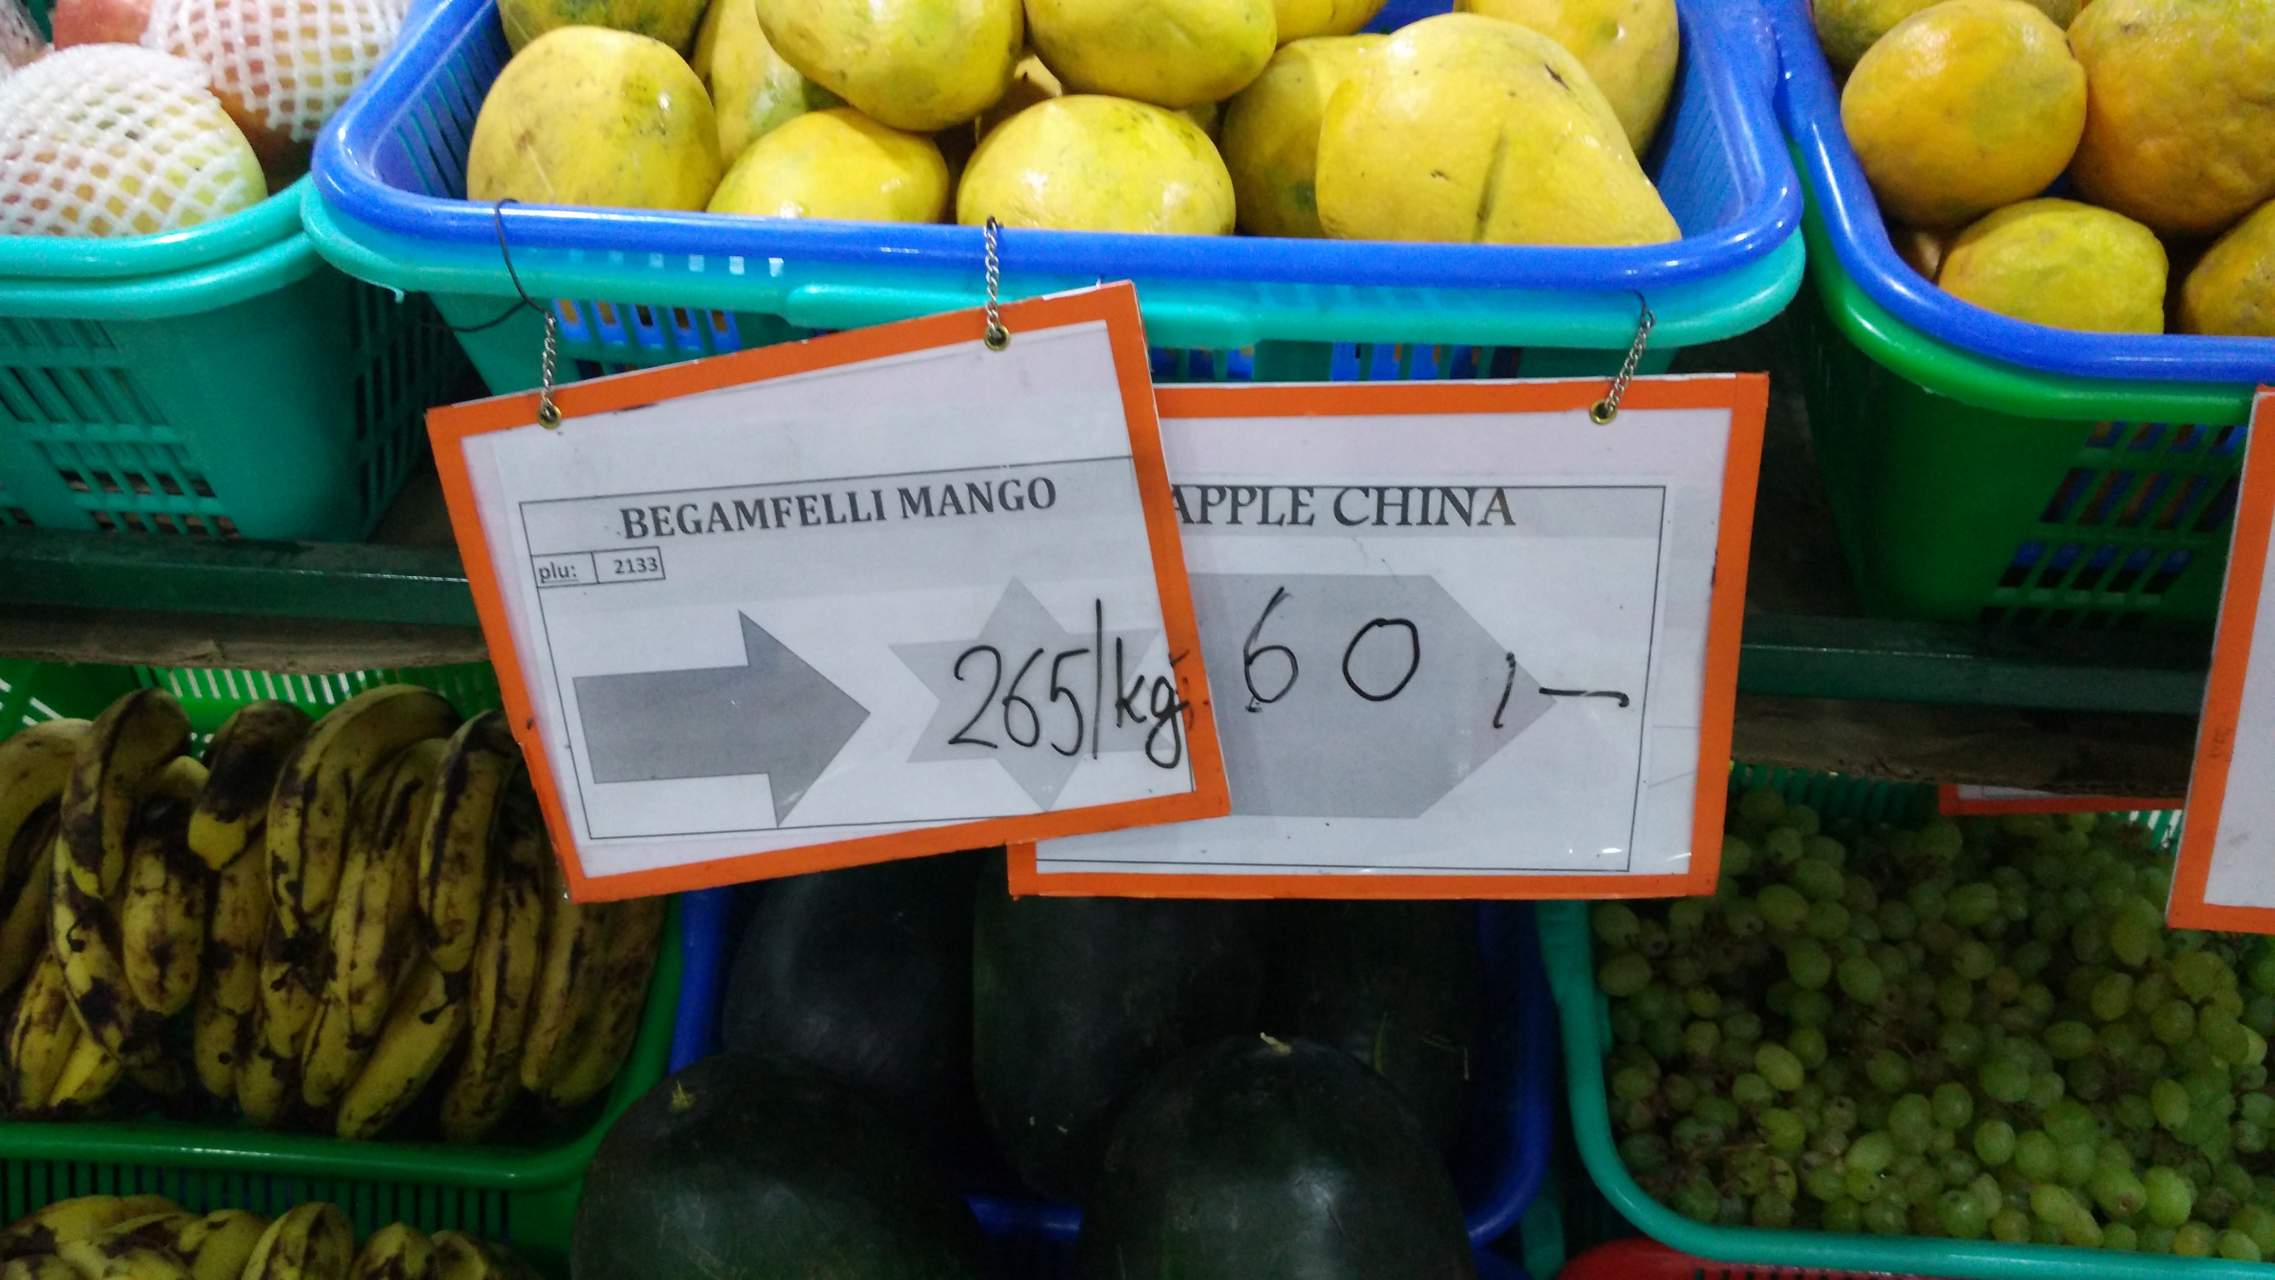 BEGAMFELLI MANGO
plu: 2133
265/kg
APPLE CHINA
60,-